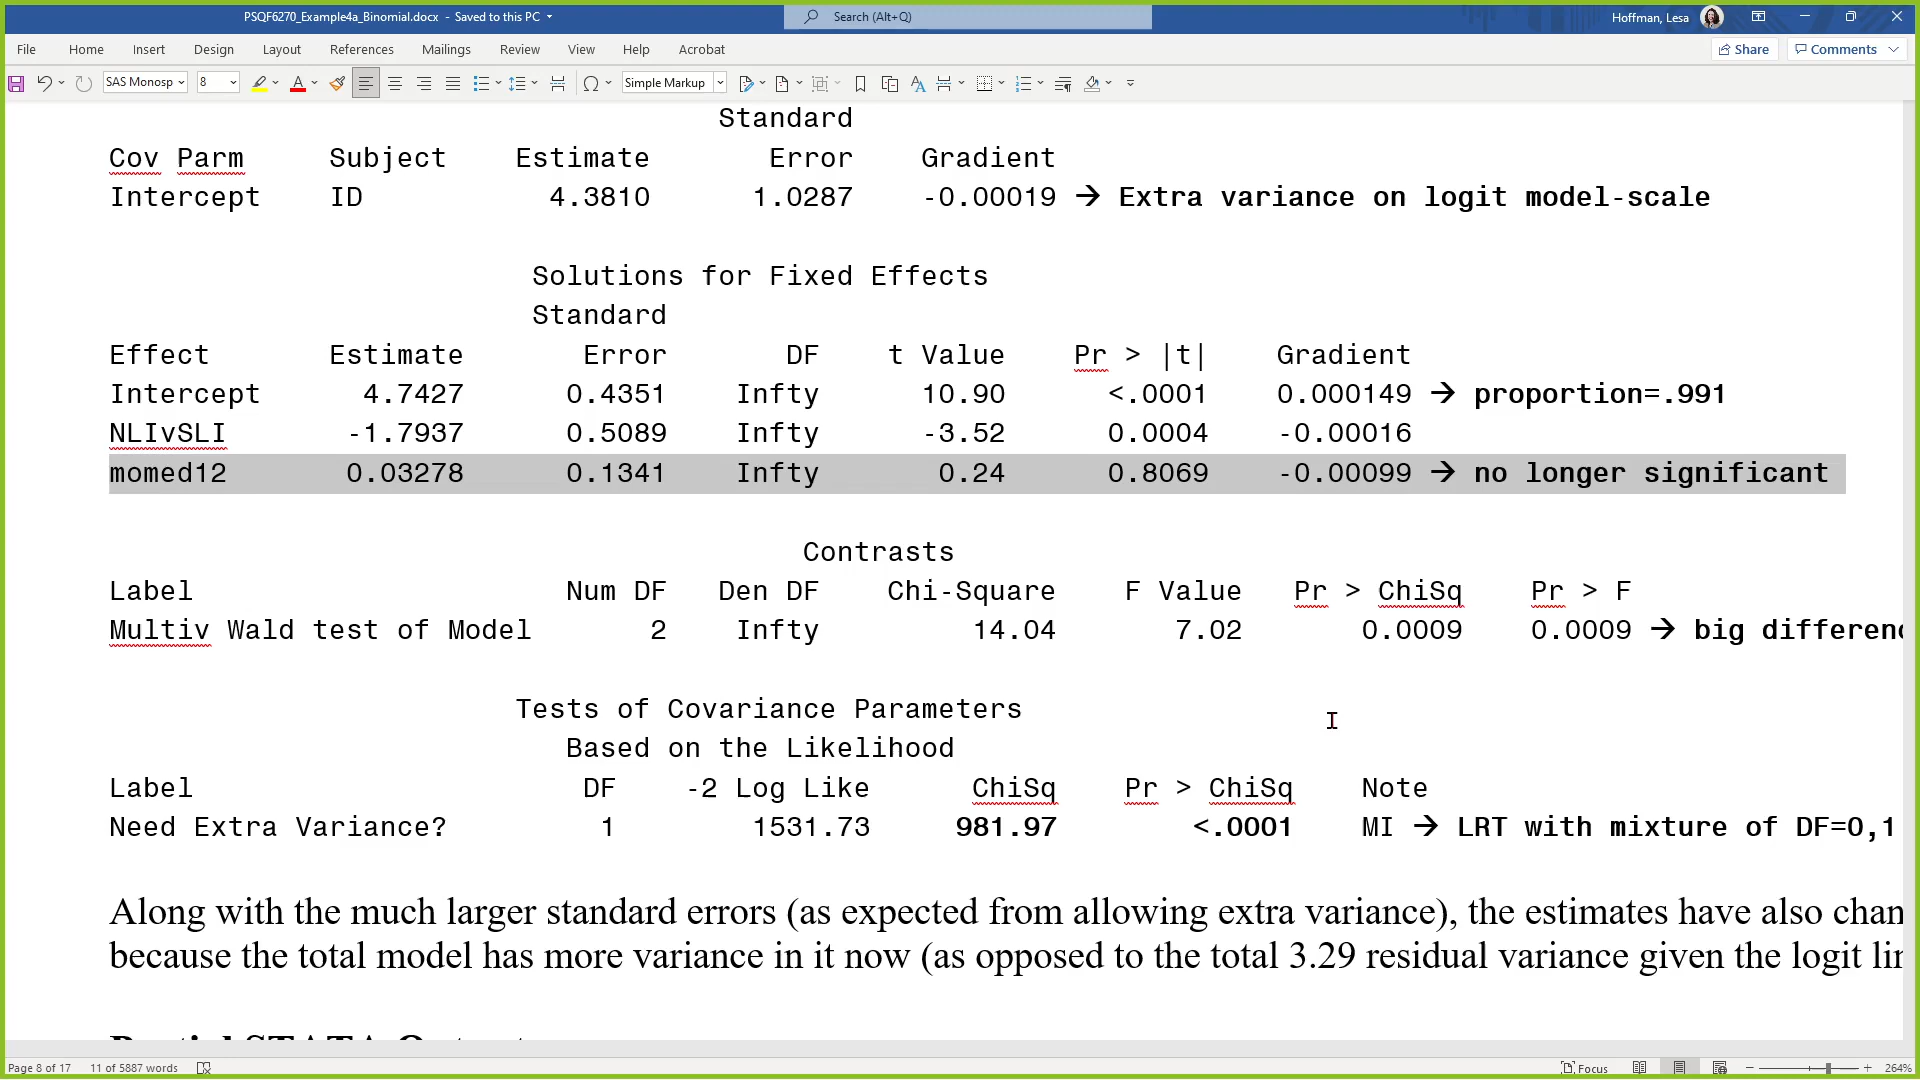 PSQF6270_Example4a_Binomial.docx - Saved to this PC
Search (Alt+Q)
Hoffman, Lesa
File Home Insert Layout Design References Mailings Review View Help Acrobat
Share Comments
SAS Monosp 8 Simple Markup
Standard
Cov Parm Subject Estimate Error Gradient
Intercept ID 4.3810 1.0287 -0.00019 → Extra variance on logit model-scale
Solutions for Fixed Effects
Standard
Effect Estimate Error DF t Value Pr > |t| Gradient
Intercept 4.7427 0.4351 Infty 10.90 <.0001 0.000149 → proportion=.991
NLIvSLI -1.7937 0.5089 Infty -3.52 0.0004 -0.00016
momed12 0.03278 0.1341 Infty 0.24 0.8069 -0.00099 → no longer significant
Contrasts
Label Num DF Den DF Chi-Square F Value Pr > ChiSq Pr > F
Multiv Wald test of Model 2 Infty 14.04 7.02 0.0009 0.0009 → big
Tests of Covariance Parameters
Based on the Likelihood
Label DF -2 Log Like ChiSq Pr > ChiSq Note
Need Extra Variance? 1 1531.73 981.97 <.0001 MI → LRT with mixture of DF=0,1
Along with the much larger standard errors (as expected from allowing extra variance), the estimates have also
because the total model has more variance in it now (as opposed to the total 3.29 residual variance given the logit
Page 8 of 17 11 of 5887 words
Focus 264%